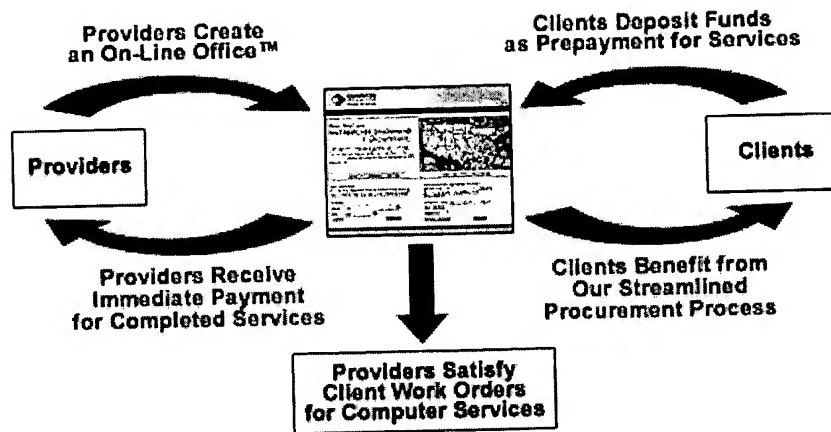 Providers Create
an On-Line Office™
Clients Deposit Funds
as Prepayment for Services
Providers
Clients
Providers Receive
Immediate Payment
for Completed Services
Clients Benefit from
Our Streamlined
Procurement Process
Providers Satisfy
Client Work Orders
for Computer Services